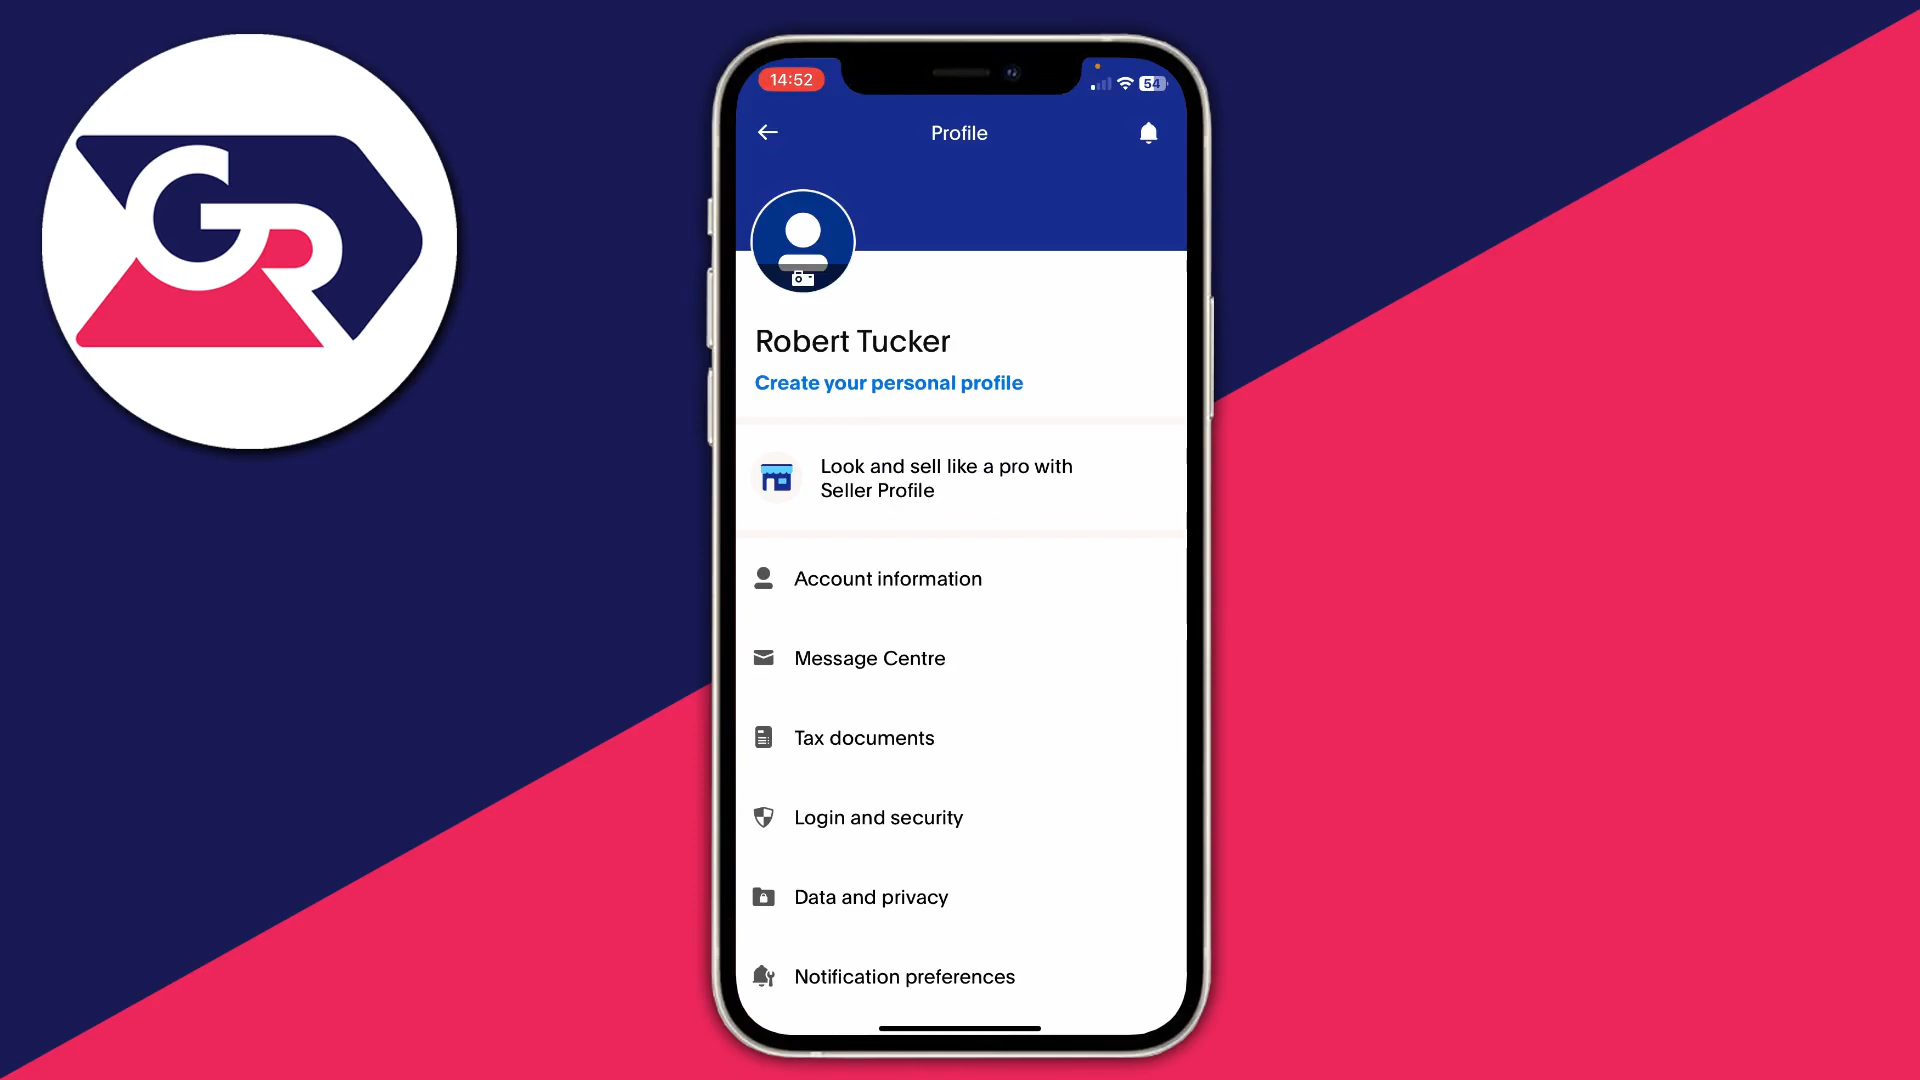 GR
14:52
54
Profile
Robert Tucker
Create your personal profile
Look and sell like a pro with
Seller Profile
Account information
Message Centre
Tax documents
Login and security
Data and privacy
Notification preferences